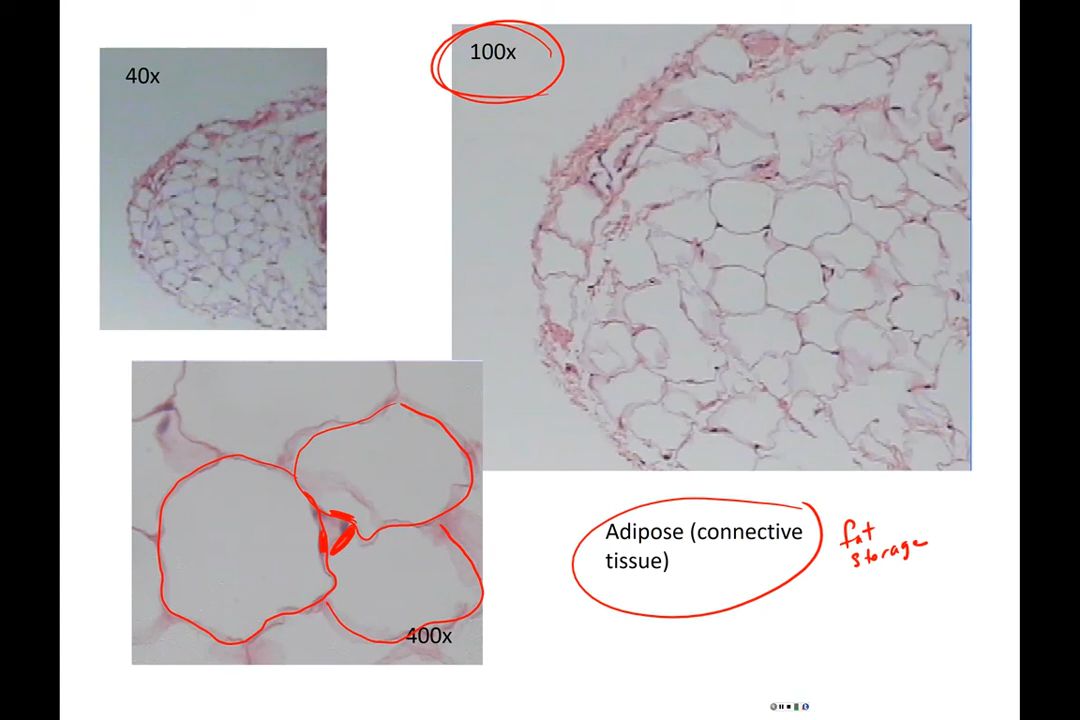 40x
100x
400x
Adipose (connective
tissue)
fat
storage